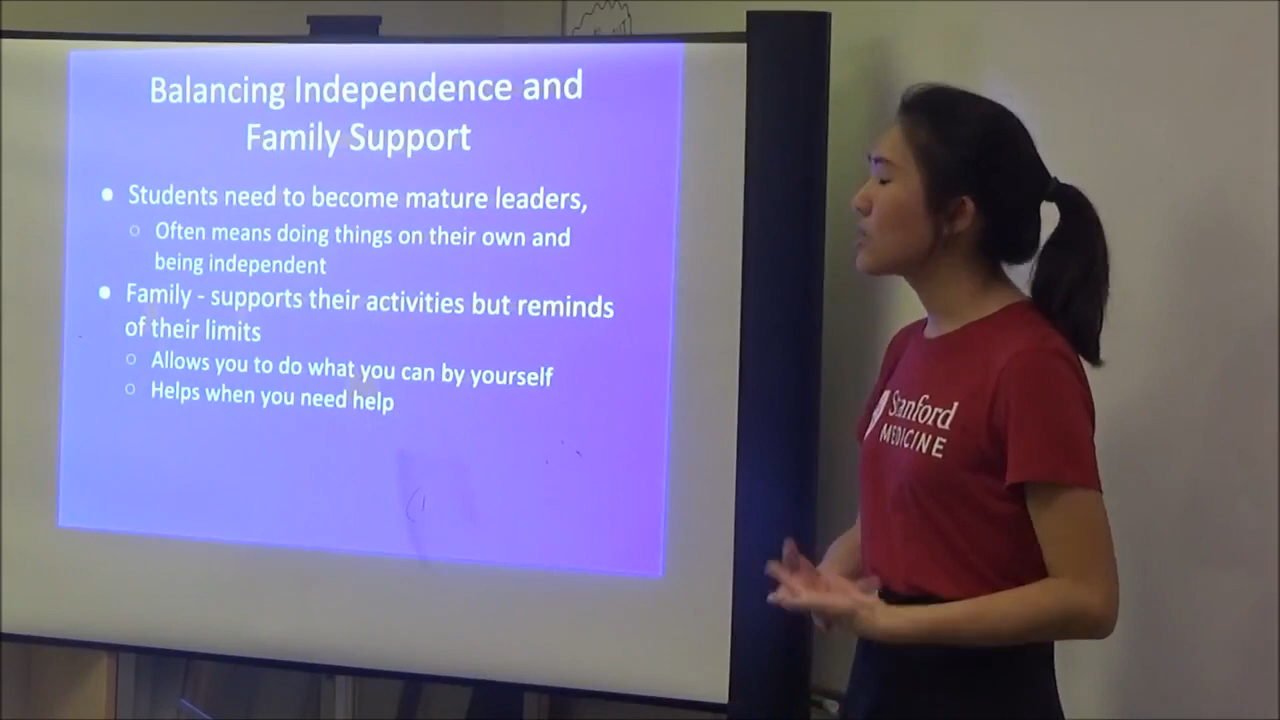 Balancing Independence and
Family Support
● Students need to become mature leaders,
○ Often means doing things on their own and
being independent
● Family - supports their activities but reminds
of their limits
○ Allows you to do what you can by yourself
○ Helps when you need help
Stanford
MEDICINE